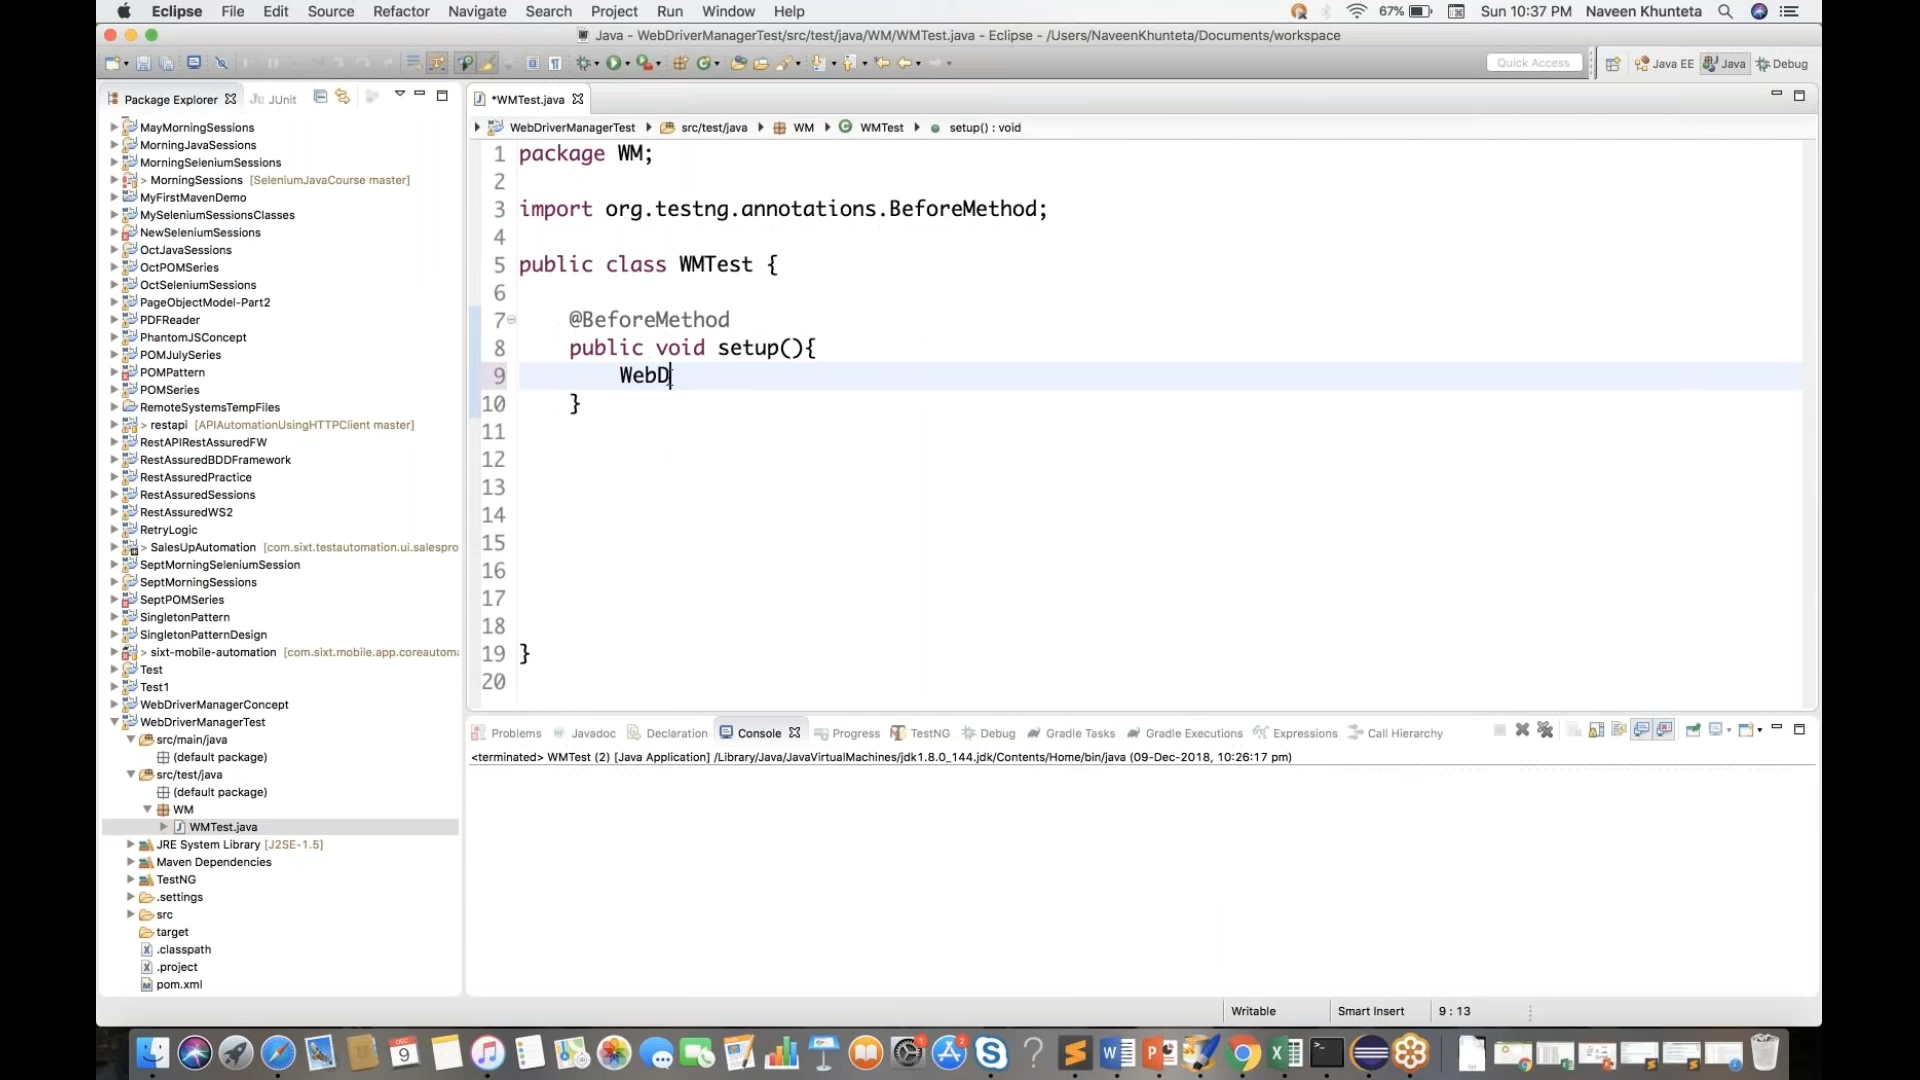 Eclipse File Edit Source Refactor Navigate Search Project Run Window Help 67% Sun 10:37 PM Naveen Khunteta
Java - WebDriverManagerTest/src/test/java/WM/WMTest.java - Eclipse - /Users/NaveenKhunteta/Documents/workspace
Quick Access Java EE Java Debug
Package Explorer Ju JUnit
*WMTest.java
WebDriverManagerTest src/test/java WM WMTest setup() : void
MayMorningSessions
MorningJavaSessions
MorningSeleniumSessions
> MorningSessions [SeleniumJavaCourse master]
MyFirstMavenDemo
MySeleniumSessionsClasses
NewSeleniumSessions
OctJavaSessions
OctPOMSeries
OctSeleniumSessions
PageObjectModel-Part2
PDFReader
PhantomJSConcept
POMJulySeries
POMPattern
POMSeries
RemoteSystemsTempFiles
> restapi [APIAutomationUsingHTTPClient master]
RestAPIRestAssuredFW
RestAssuredBDDFramework
RestAssuredPractice
RestAssuredSessions
RestAssuredWS2
RetryLogic
> SalesUpAutomation [com.sixt.testautomation.ui.salespro
SeptMorningSeleniumSession
SeptMorningSessions
SeptPOMSeries
SingletonPattern
SingletonPatternDesign
> sixt-mobile-automation [com.sixt.mobile.app.coreautom
Test
Test1
WebDriverManagerConcept
WebDriverManagerTest
src/main/java
(default package)
src/test/java
(default package)
WM
WMTest.java
JRE System Library [J2SE-1.5]
Maven Dependencies
TestNG
.settings
src
target
.classpath
.project
pom.xml
1 package WM;
2
3 import org.testng.annotations.BeforeMethod;
4
5 public class WMTest {
6
7 @BeforeMethod
8 public void setup(){
9 WebD
10 }
11
12
13
14
15
16
17
18
19 }
20
Problems Javadoc Declaration Console Progress TestNG Debug Gradle Tasks Gradle Executions Expressions Call Hierarchy
<terminated> WMTest (2) [Java Application] /Library/Java/JavaVirtualMachines/jdk1.8.0_144.jdk/Contents/Home/bin/java (09-Dec-2018, 10:26:17 pm)
Writable Smart Insert 9 : 13